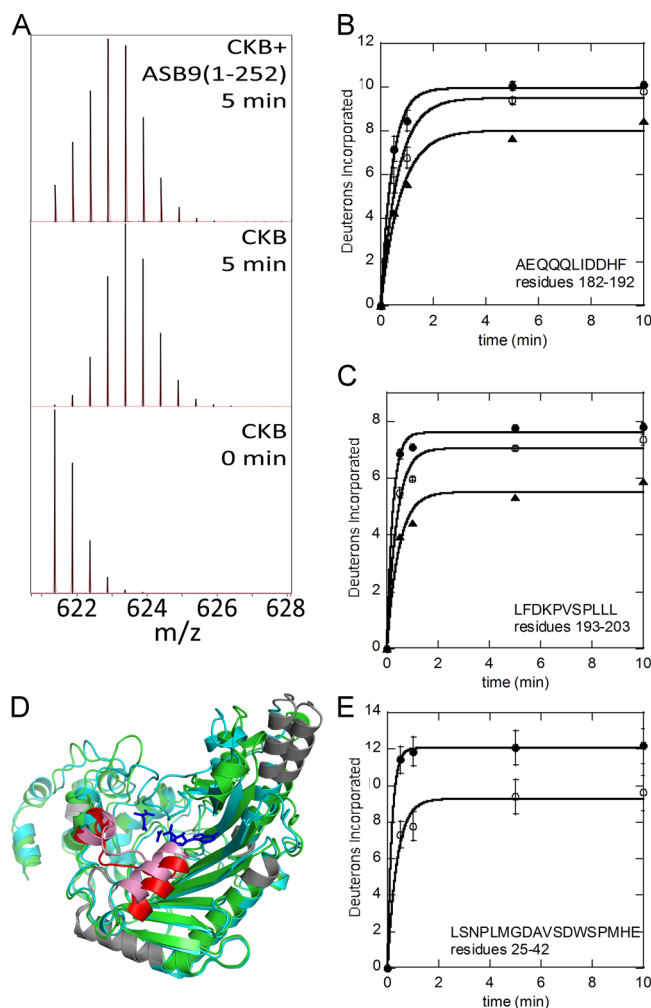 A
CKB+
ASB9(1-252)
5 min
CKB
5 min
CKB
0 min
622 624 626 628
m/z
B
Deuterons Incorporated
12
10
8
6
4
2
0
AEQQQLIDDHF
residues 182-192
0 2 4 6 8 10
time (min)
C
Deuterons Incorporated
8
6
4
2
0
LFDKPVSPLLL
residues 193-203
0 2 4 6 8 10
time (min)
D
E
Deuterons Incorporated
14
12
10
8
6
4
2
0
LSNPLMGDAVSDWSPMHE
residues 25-42
0 2 4 6 8 10
time (min)